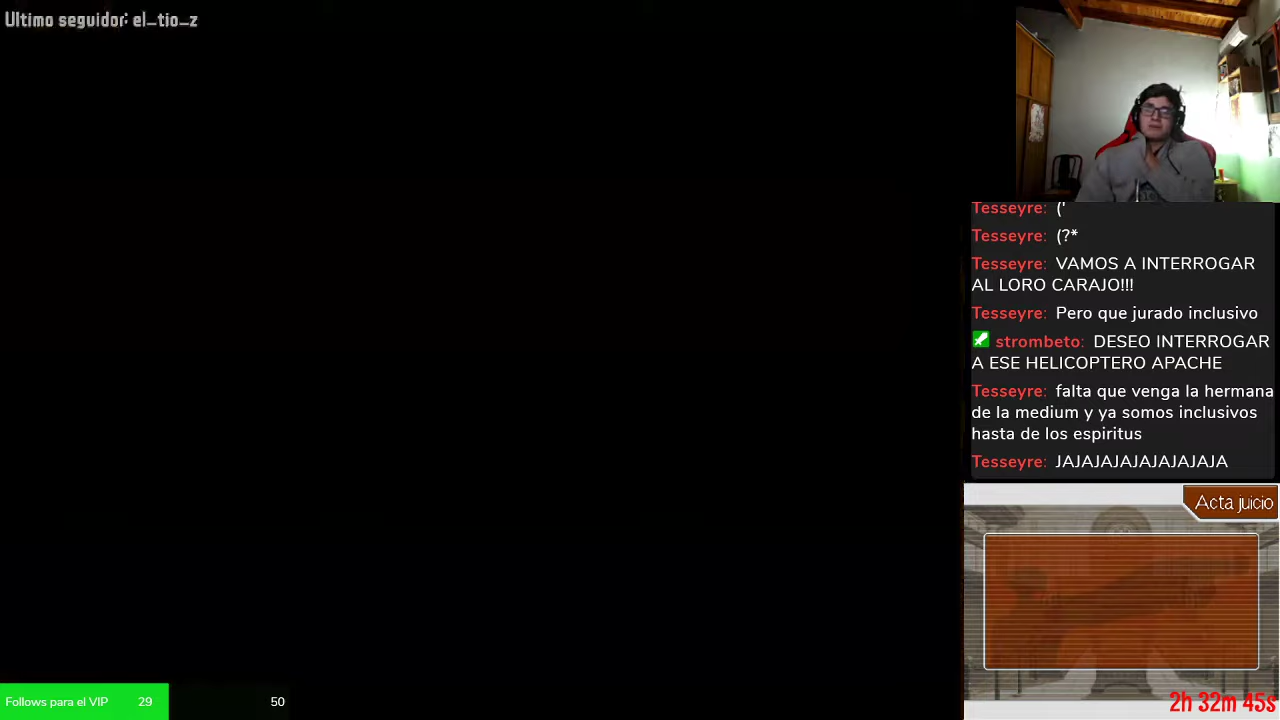 Ultimo seguidor: el_tio_z
Tesseyre: ('
Tesseyre: (?*
Tesseyre: VAMOS A INTERROGAR
AL LORO CARAJO!!!
Tesseyre: Pero que jurado inclusivo
strombeto: DESEO INTERROGAR
A ESE HELICOPTERO APACHE
Tesseyre: falta que venga la hermana
de la medium y ya somos inclusivos
hasta de los espiritus
Tesseyre: JAJAJAJAJAJAJAJAJA
Acta juicio
Follows para el VIP 29 50
2h 32m 45s